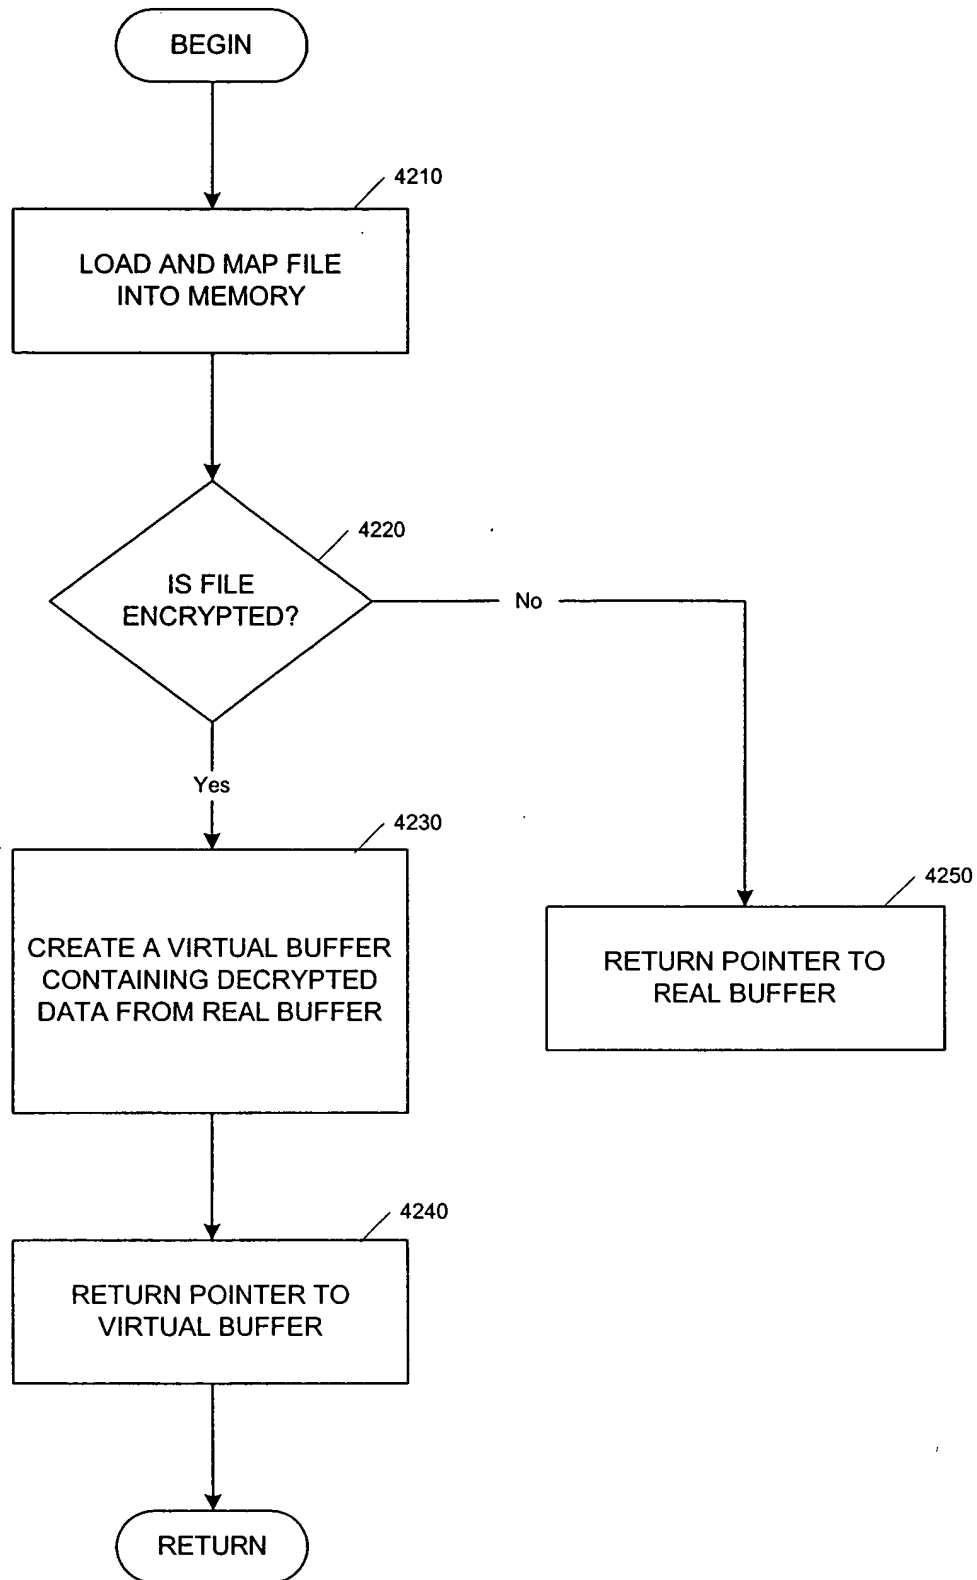 BEGIN
4210
LOAD AND MAP FILE
INTO MEMORY
4220
IS FILE
ENCRYPTED?
No
Yes
4230
CREATE A VIRTUAL BUFFER
CONTAINING DECRYPTED
DATA FROM REAL BUFFER
4250
RETURN POINTER TO
REAL BUFFER
4240
RETURN POINTER TO
VIRTUAL BUFFER
RETURN